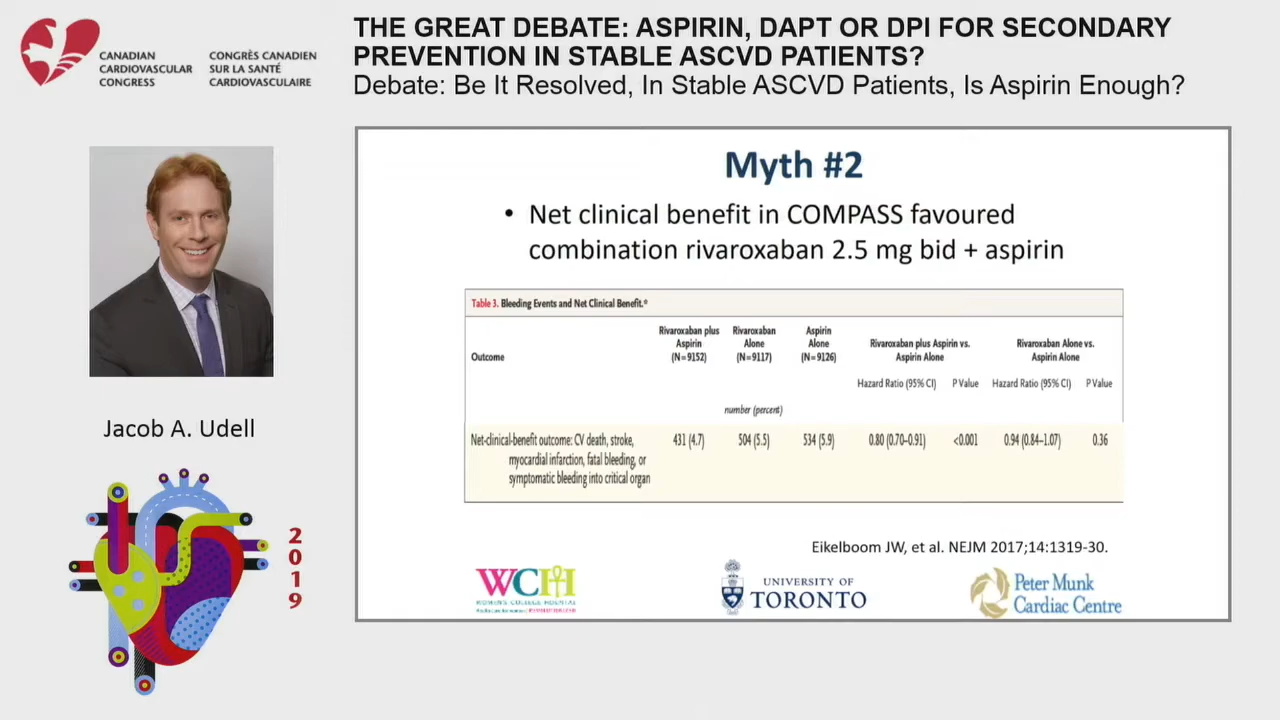 THE GREAT DEBATE: ASPIRIN, DAPT OR DPI FOR SECONDARY
PREVENTION IN STABLE ASCVD PATIENTS?
Debate: Be It Resolved, In Stable ASCVD Patients, Is Aspirin Enough?
CANADIAN
CARDIOVASCULAR
CONGRESS
CONGRÈS CANADIEN
SUR LA SANTÉ
CARDIOVASCULAIRE
Jacob A. Udell
2019
Myth #2
• Net clinical benefit in COMPASS favoured
combination rivaroxaban 2.5 mg bid + aspirin
Table 3. Bleeding Events and Net Clinical Benefit.*
Outcome
Rivaroxaban plus
Aspirin
(N=9152)
Rivaroxaban
Alone
(N=9117)
Aspirin
Alone
(N=9126)
Rivaroxaban plus Aspirin vs.
Aspirin Alone
Rivaroxaban Alone vs.
Aspirin Alone
Hazard Ratio (95% CI) P Value Hazard Ratio (95% CI) P Value
number (percent)
Net-clinical-benefit outcome: CV death, stroke, 431 (4.7) 504 (5.5) 534 (5.9) 0.80 (0.70–0.91) <0.001 0.94 (0.84–1.07) 0.36
myocardial infarction, fatal bleeding, or
symptomatic bleeding into critical organ
Eikelboom JW, et al. NEJM 2017;14:1319-30.
WCH
WOMEN'S COLLEGE HOSPITAL
UNIVERSITY OF
TORONTO
Peter Munk
Cardiac Centre